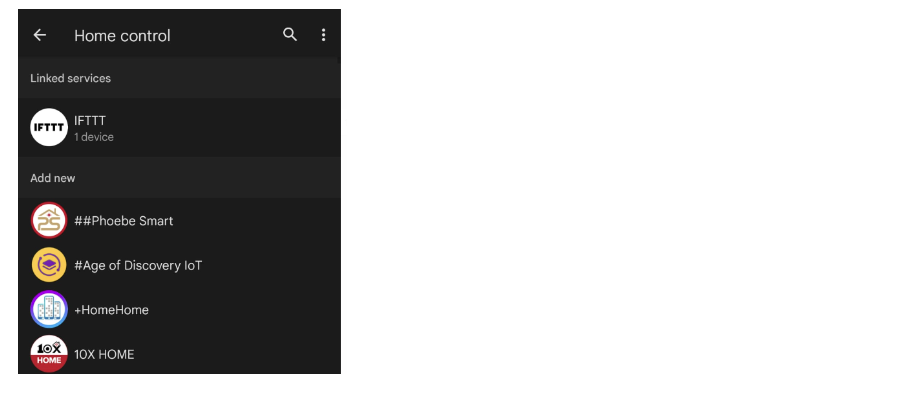 Home control
Linked services
IFTTT
IFTTT
1 device
Add new
PS
##Phoebe Smart
#Age of Discovery IoT
+HomeHome
10X
HOME
10X HOME